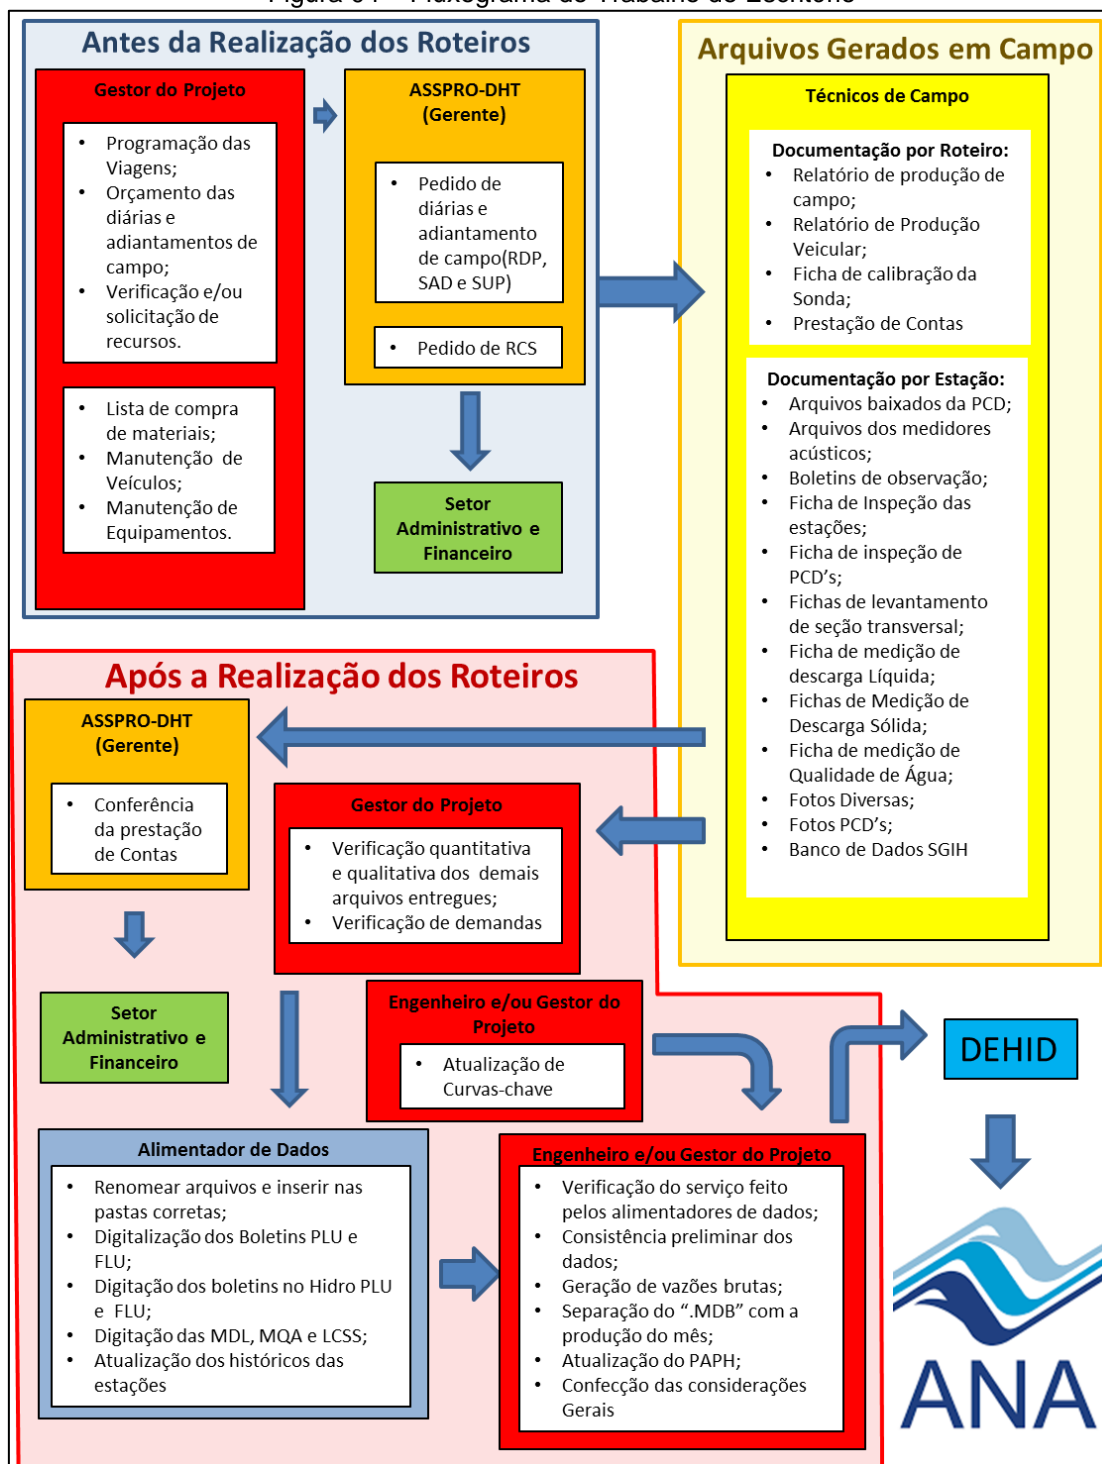 Antes da Realização dos Roteiros
Gestor do Projeto
• Programação das
Viagens;
• Orçamento das
diárias e
adiantamentos de
campo;
• Verificação e/ou
solicitação de
recursos.
• Lista de compra
de materiais;
• Manutenção de
Veículos;
• Manutenção de
Equipamentos.
ASSPRO-DHT
(Gerente)
• Pedido de
diárias e
adiantamento
de campo(RDP,
SAD e SUP)
• Pedido de RCS
Setor
Administrativo e
Financeiro
Arquivos Gerados em Campo
Técnicos de Campo
Documentação por Roteiro:
• Relatório de produção de
campo;
• Relatório de Produção
Veicular;
• Ficha de calibração da
Sonda;
• Prestação de Contas
Documentação por Estação:
• Arquivos baixados da PCD;
• Arquivos dos medidores
acústicos;
• Boletins de observação;
• Ficha de Inspeção das
estações;
• Ficha de inspeção de
PCD's;
• Fichas de levantamento
de seção transversal;
• Ficha de medição de
descarga Líquida;
• Fichas de Medição de
Descarga Sólida;
• Ficha de medição de
Qualidade de Água;
• Fotos Diversas;
• Fotos PCD's;
• Banco de Dados SGIH
Após a Realização dos Roteiros
ASSPRO-DHT
(Gerente)
• Conferência
da prestação
de Contas
Gestor do Projeto
• Verificação quantitativa
e qualitativa dos demais
arquivos entregues;
• Verificação de demandas
Setor
Administrativo e
Financeiro
Engenheiro e/ou Gestor do
Projeto
• Atualização de
Curvas-chave
DEHID
Alimentador de Dados
• Renomear arquivos e inserir nas
pastas corretas;
• Digitalização dos Boletins PLU e
FLU;
• Digitação dos boletins no Hidro PLU
e FLU;
• Digitação das MDL, MQA e LCSS;
• Atualização dos históricos das
estações
Engenheiro e/ou Gestor do Projeto
• Verificação do serviço feito
pelos alimentadores de dados;
• Consistência preliminar dos
dados;
• Geração de vazões brutas;
• Separação do ".MDB" com a
produção do mês;
• Atualização do PAPH;
• Confecção das considerações
Gerais
ANA